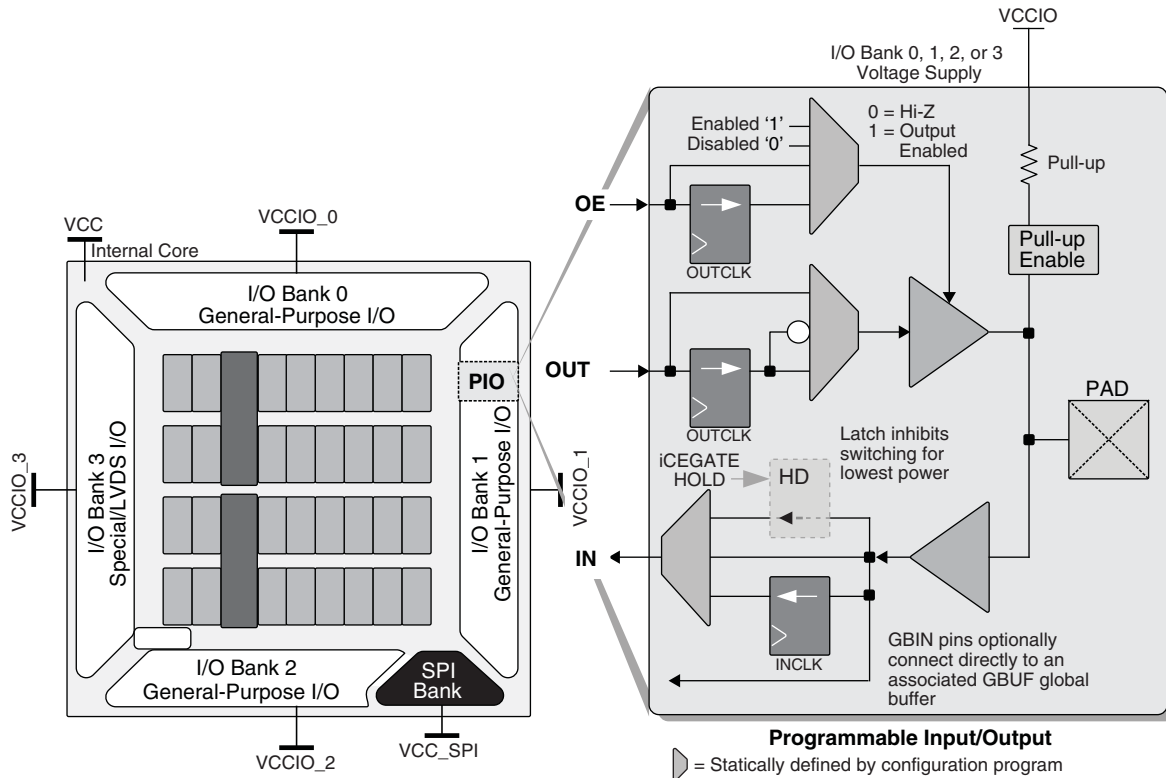 VCC
Internal Core
VCCIO_0
I/O Bank 0
General-Purpose I/O
VCCIO_3
I/O Bank 3
Special/LVDS I/O
PIO
I/O Bank 1
General-Purpose I/O
VCCIO_1
I/O Bank 2
General-Purpose I/O
VCCIO_2
SPI
Bank
VCC_SPI
VCCIO
I/O Bank 0, 1, 2, or 3
Voltage Supply
Enabled ‘1’
Disabled ‘0’
0 = Hi-Z
1 = Output
Enabled
Pull-up
OE
OUTCLK
Pull-up
Enable
OUT
OUTCLK
PAD
Latch inhibits
switching for
lowest power
iCEGATE
HOLD
HD
IN
INCLK
GBIN pins optionally
connect directly to an
associated GBUF global
buffer
Programmable Input/Output
= Statically defined by configuration program